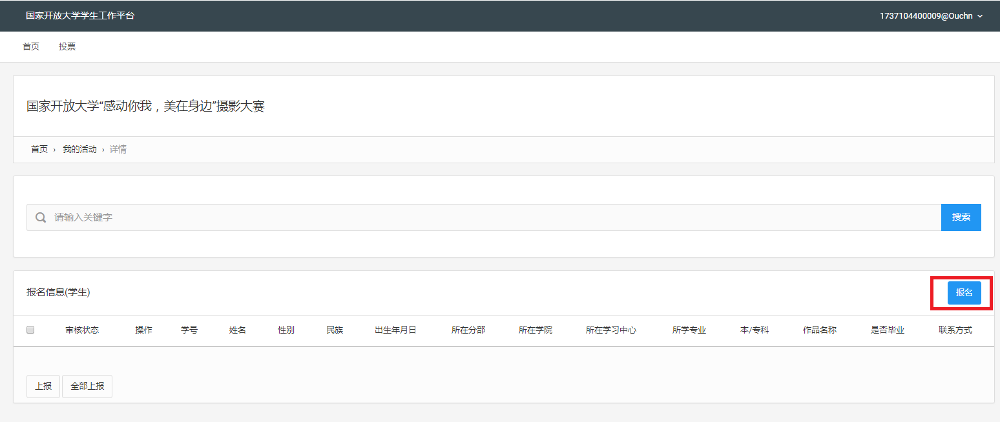 国家开放大学学生工作平台 1737104400009@Ouchn
首页 投票
国家开放大学“感动你我，美在身边”摄影大赛
首页 › 我的活动 › 详情
请输入关键字 搜索
报名信息(学生) 报名
审核状态 操作 学号 姓名 性别 民族 出生年月日 所在分部 所在学院 所在学习中心 所学专业 本/专科 作品名称 是否毕业 联系方式
上报 全部上报